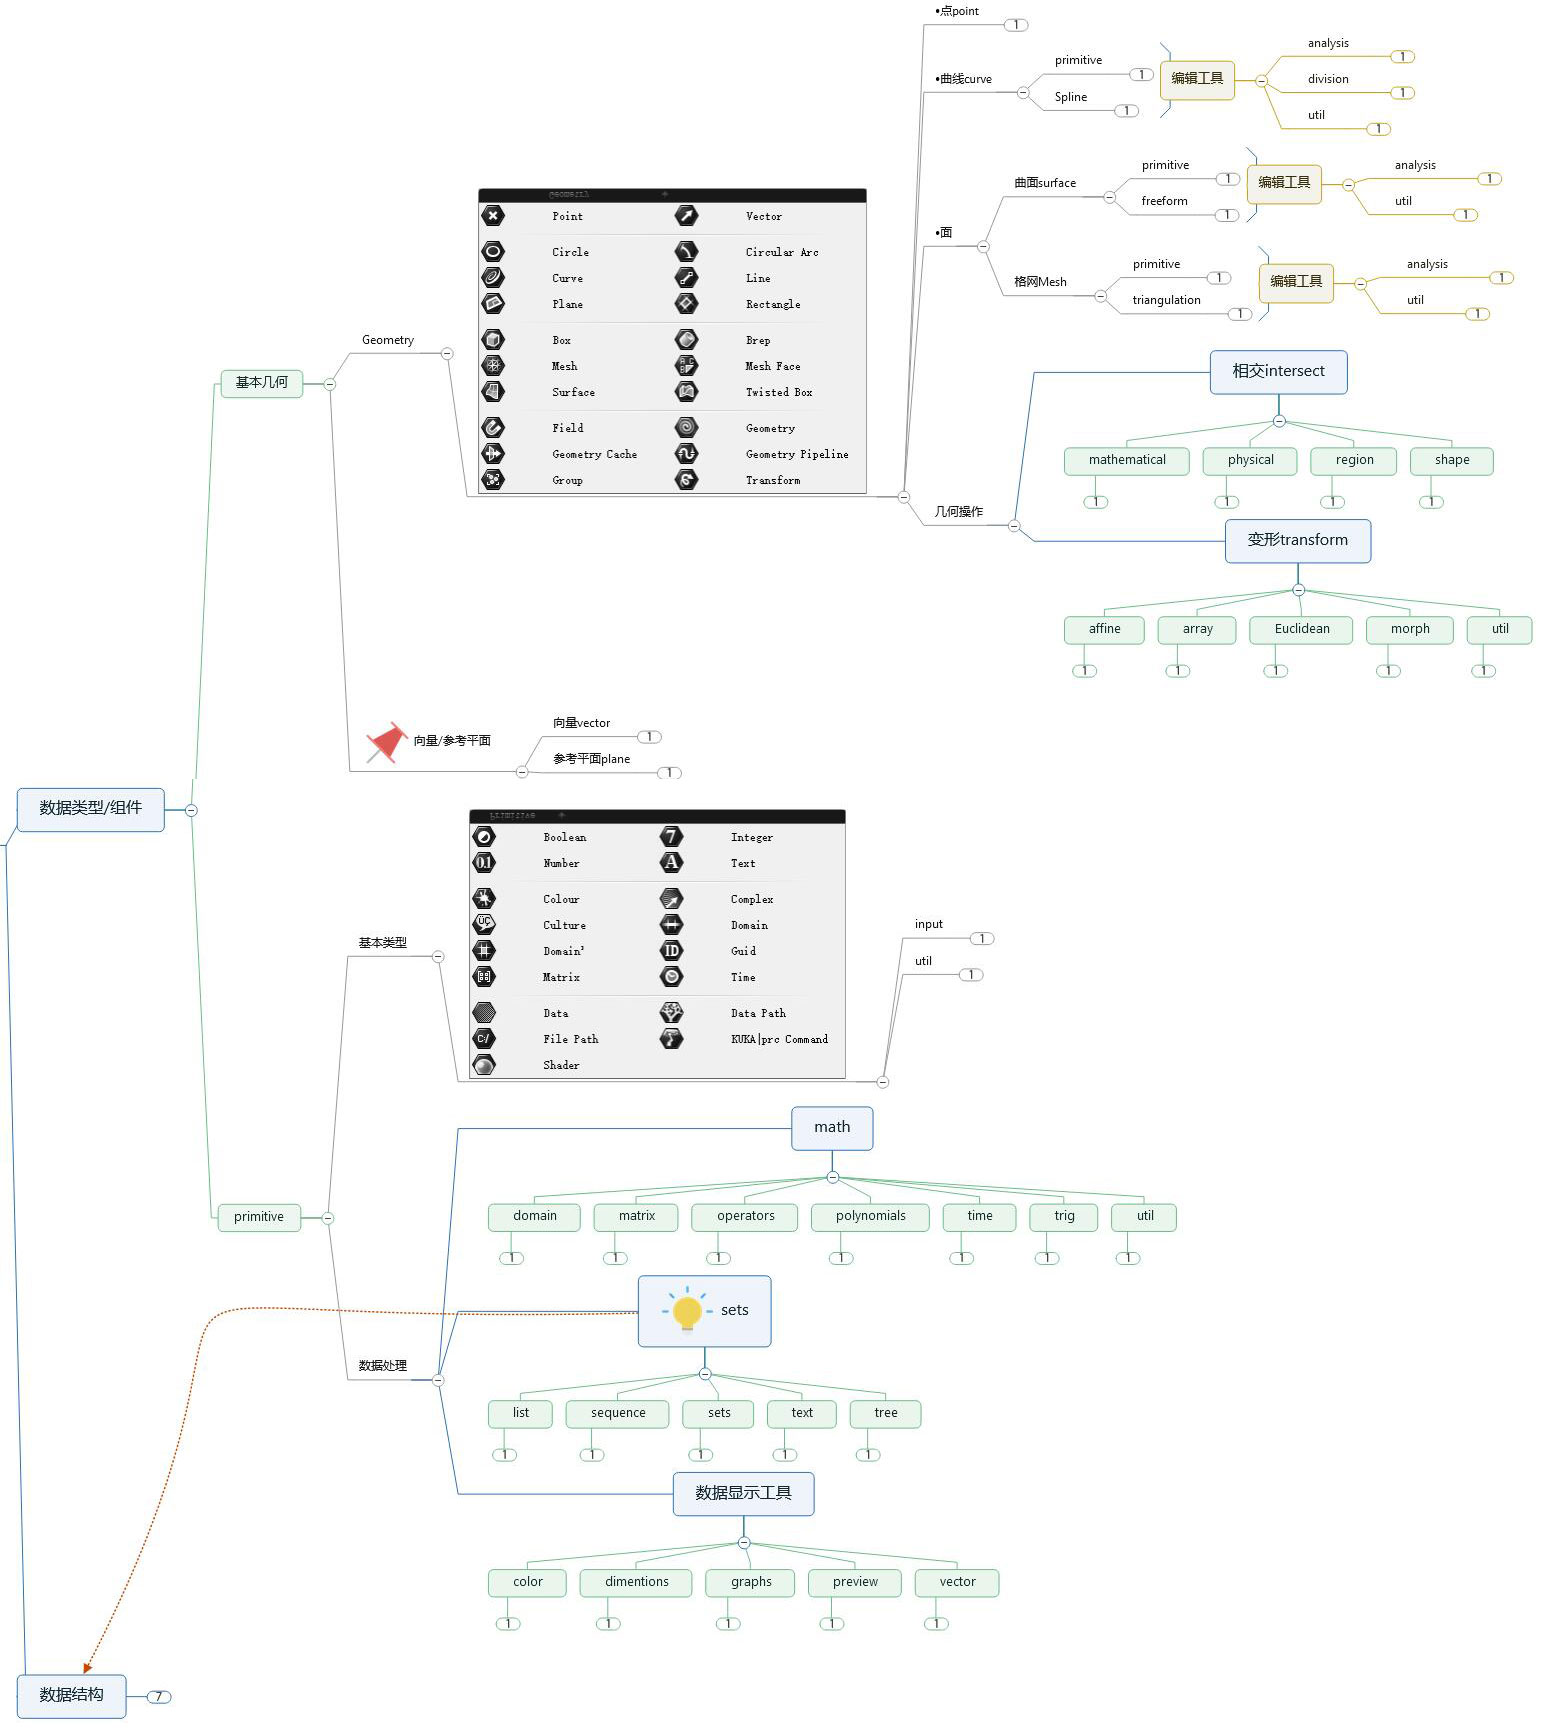 •点point
1
•曲线curve
primitive
1
Spline
1
编辑工具
analysis
1
division
1
util
1
•面
曲面surface
primitive
1
freeform
1
编辑工具
analysis
1
util
1
格网Mesh
primitive
1
triangulation
1
编辑工具
analysis
1
util
1
基本几何
Geometry
Geometry
Point Vector
Circle Circular Arc
Curve Line
Plane Rectangle
Box Brep
Mesh Mesh Face
Surface Twisted Box
Field Geometry
Geometry Cache Geometry Pipeline
Group Transform
几何操作
相交intersect
mathematical physical region shape
1 1 1 1
变形transform
affine array Euclidean morph util
1 1 1 1 1
向量/参考平面
向量vector
1
参考平面plane
1
数据类型/组件
primitive
基本类型
Primitive
Boolean 7 Integer
0.1 Number A Text
Colour Complex
Culture Domain
Domain² ID Guid
Matrix Time
Data Data Path
C:/ File Path KUKA|prc Command
Shader
input
1
util
1
数据处理
math
domain matrix operators polynomials time trig util
1 1 1 1 1 1 1
sets
list sequence sets text tree
1 1 1 1 1
数据显示工具
color dimentions graphs preview vector
1 1 1 1 1
数据结构
7